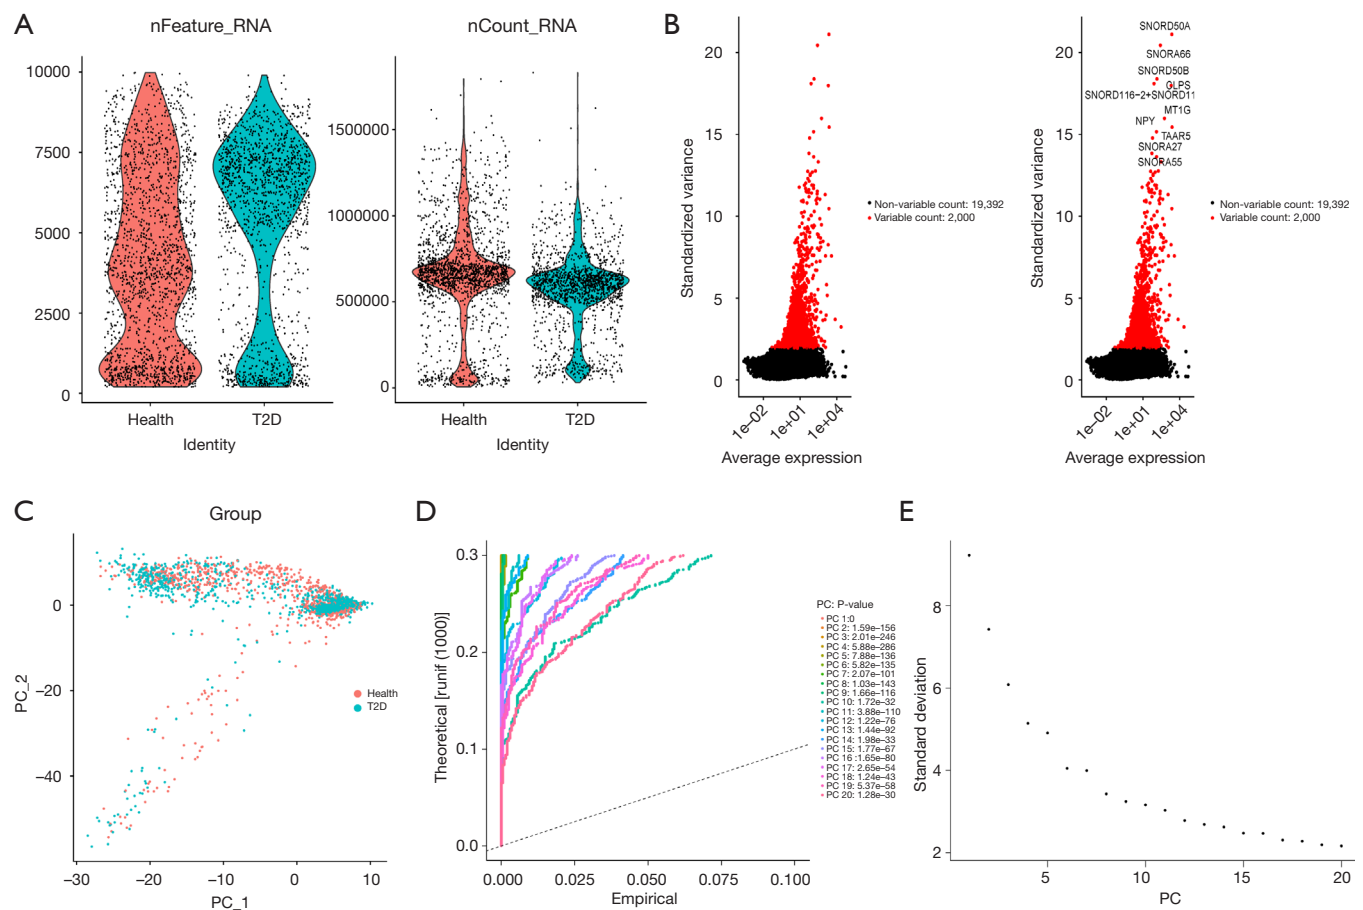 A
nFeature_RNA
nCount_RNA
10000
7500
5000
2500
0
1500000
1000000
500000
0
Health
T2D
Health
T2D
Identity
Identity
B
20
15
10
5
0
Standardized variance
1e−02
1e+01
1e+04
Average expression
Non-variable count: 19,392
Variable count: 2,000
20
15
10
5
0
Standardized variance
SNORD50A
SNORA66
SNORD50B
CLPS
SNORD116−2+SNORD11
MT1G
NPY
TAAR5
SNORA27
SNORA55
1e−02
1e+01
1e+04
Average expression
Non-variable count: 19,392
Variable count: 2,000
C
Group
0
−20
−40
PC_2
−30
−20
−10
0
10
PC_1
Health
T2D
D
0.3
0.2
0.1
0.0
Theoretical [runif (1000)]
0.000
0.025
0.050
0.075
0.100
Empirical
PC: P-value
PC 1:0
PC 2: 1.59e−156
PC 3: 2.01e−246
PC 4: 5.88e−286
PC 5: 7.88e−136
PC 6: 5.82e−135
PC 7: 2.07e−101
PC 8: 1.03e−143
PC 9: 1.66e−116
PC 10: 1.72e−32
PC 11: 3.88e−110
PC 12: 1.22e−76
PC 13: 1.44e−92
PC 14: 1.98e−33
PC 15: 1.77e−67
PC 16: 1.65e−80
PC 17: 2.65e−54
PC 18: 1.24e−43
PC 19: 5.37e−58
PC 20: 1.28e−30
E
8
6
4
2
Standard deviation
5
10
15
20
PC